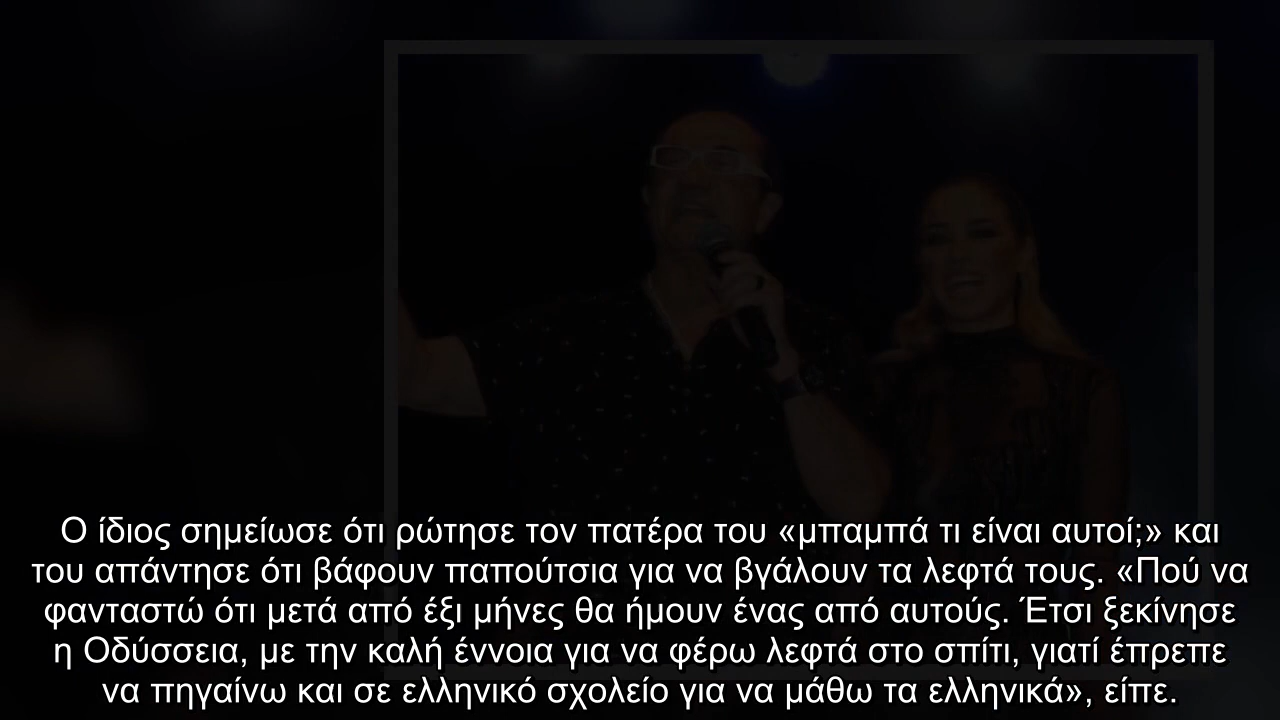 Ο ίδιος σημείωσε ότι ρώτησε τον πατέρα του «μπαμπά τι είναι αυτοί;» και
του απάντησε ότι βάφουν παπούτσια για να βγάλουν τα λεφτά τους. «Πού να
φανταστώ ότι μετά από έξι μήνες θα ήμουν ένας από αυτούς. Έτσι ξεκίνησε
η Οδύσσεια, με την καλή έννοια για να φέρω λεφτά στο σπίτι, γιατί έπρεπε
να πηγαίνω και σε ελληνικό σχολείο για να μάθω τα ελληνικά», είπε.